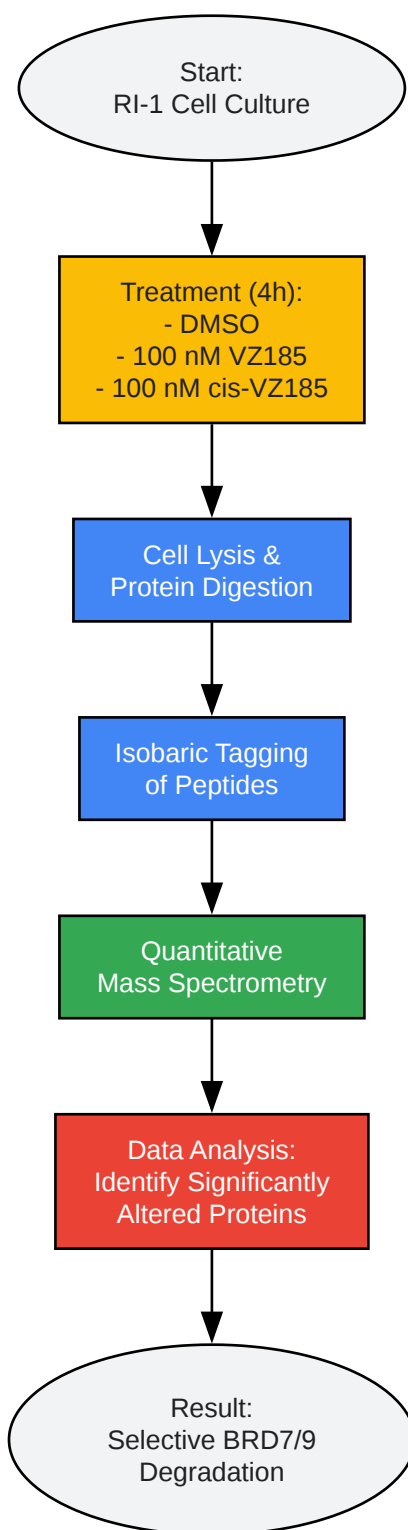 Start:
RI-1 Cell Culture
Treatment (4h):
- DMSO
- 100 nM VZ185
- 100 nM cis-VZ185
Cell Lysis &
Protein Digestion
Isobaric Tagging
of Peptides
Quantitative
Mass Spectrometry
Data Analysis:
Identify Significantly
Altered Proteins
Result:
Selective BRD7/9
Degradation